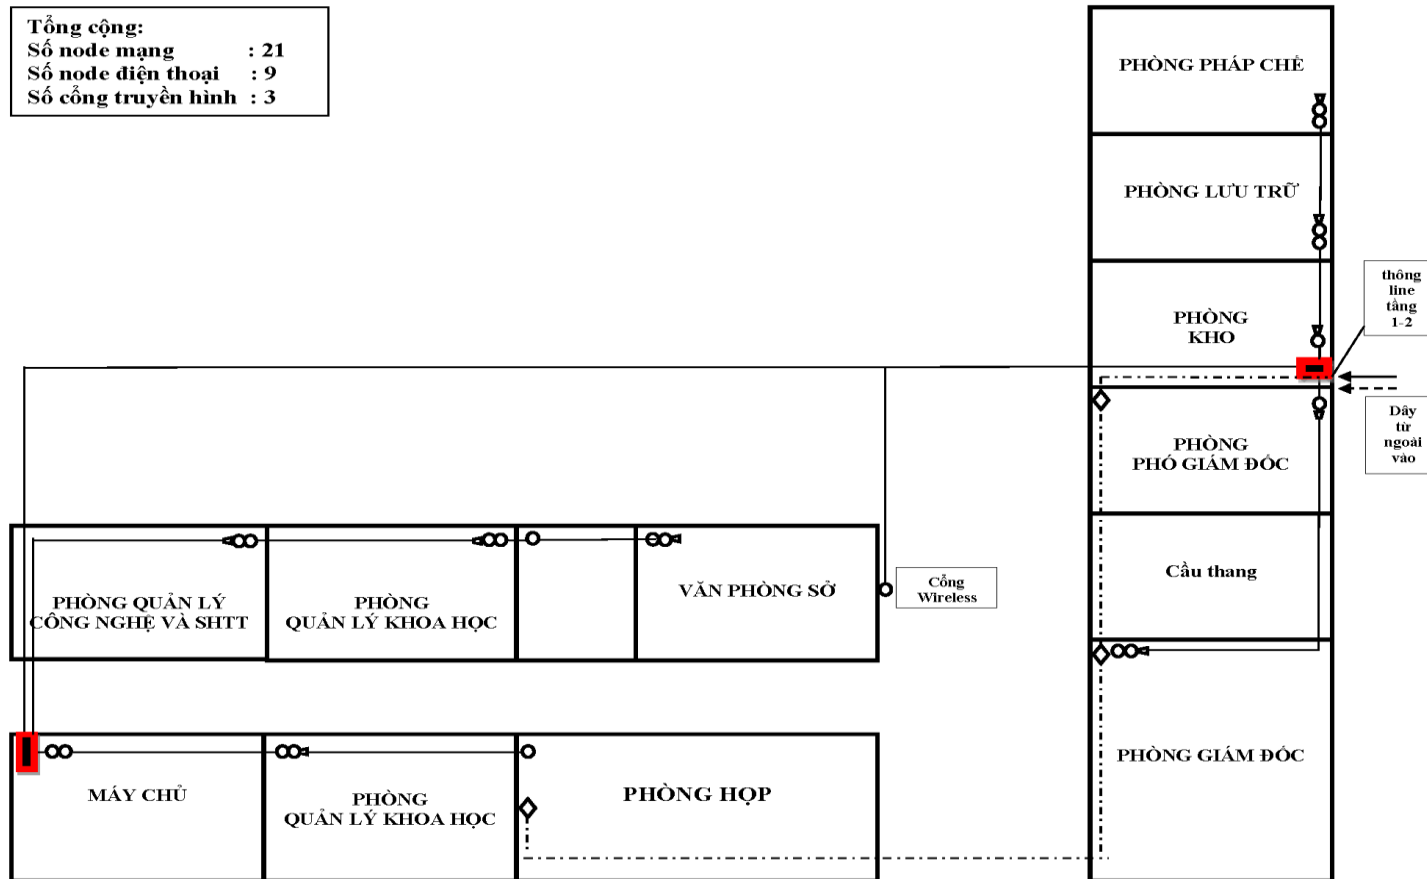 Tổng cộng:
Số node mạng : 21
Số node điện thoại : 9
Số cổng truyền hình : 3
PHÒNG PHÁP CHẾ
PHÒNG LƯU TRỮ
PHÒNG
KHO
thông
line
tầng
1-2
Dây
từ
ngoài
vào
PHÒNG
PHÓ GIÁM ĐỐC
Cầu thang
PHÒNG GIÁM ĐỐC
PHÒNG QUẢN LÝ
CÔNG NGHỆ VÀ SHTT
PHÒNG
QUẢN LÝ KHOA HỌC
VĂN PHÒNG SỞ
Cổng
Wireless
MÁY CHỦ
PHÒNG
QUẢN LÝ KHOA HỌC
PHÒNG HỌP